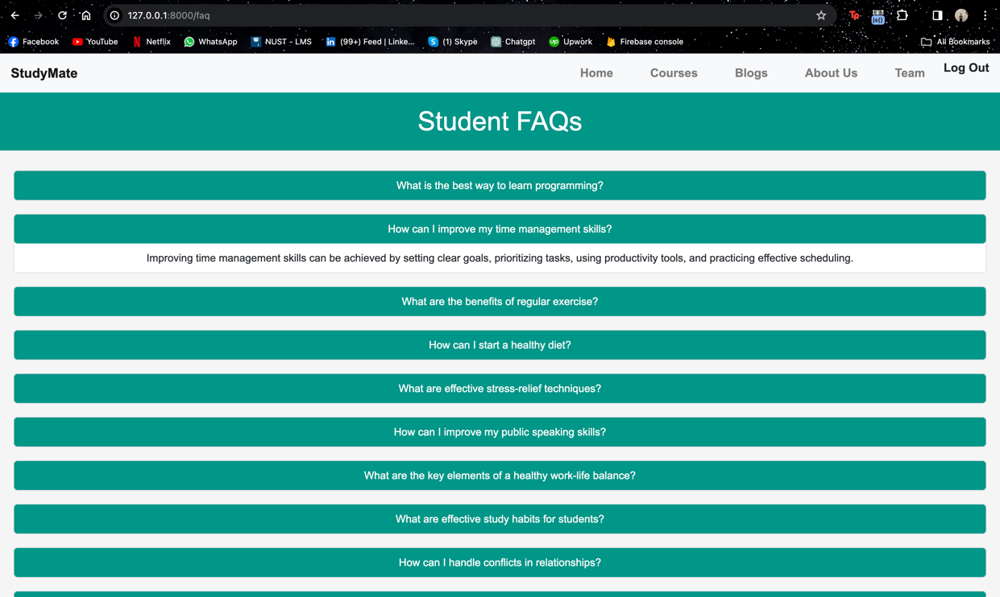 127.0.0.1:8000/faq
Tp
js()
Facebook YouTube Netflix WhatsApp NUST - LMS (99+) Feed | Linke... (1) Skype Chatgpt Upwork Firebase console All Bookmarks
StudyMate Home Courses Blogs About Us Team Log Out
Student FAQs
What is the best way to learn programming?
How can I improve my time management skills?
Improving time management skills can be achieved by setting clear goals, prioritizing tasks, using productivity tools, and practicing effective scheduling.
What are the benefits of regular exercise?
How can I start a healthy diet?
What are effective stress-relief techniques?
How can I improve my public speaking skills?
What are the key elements of a healthy work-life balance?
What are effective study habits for students?
How can I handle conflicts in relationships?